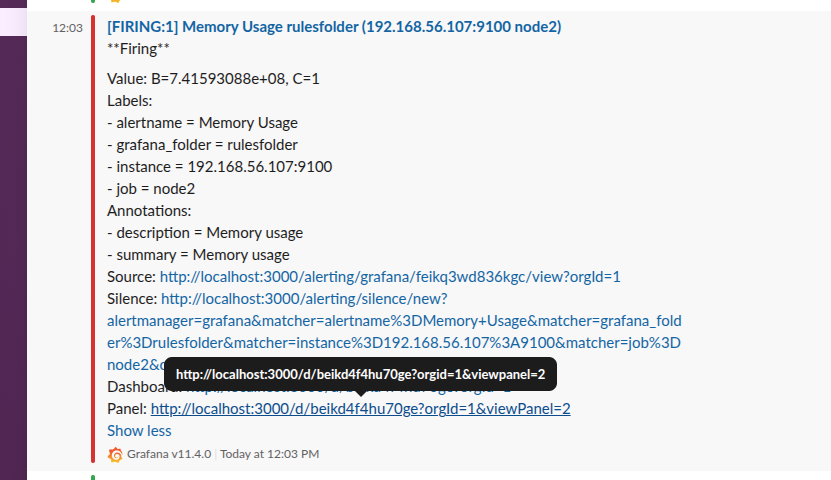 12:03
[FIRING:1] Memory Usage rulesfolder (192.168.56.107:9100 node2)
**Firing**
Value: B=7.41593088e+08, C=1
Labels:
- alertname = Memory Usage
- grafana_folder = rulesfolder
- instance = 192.168.56.107:9100
- job = node2
Annotations:
- description = Memory usage
- summary = Memory usage
Source: http://localhost:3000/alerting/grafana/feikq3wd836kgc/view?orgId=1
Silence: http://localhost:3000/alerting/silence/new?
alertmanager=grafana&matcher=alertname%3DMemory+Usage&matcher=grafana_fold
er%3Drulesfolder&matcher=instance%3D192.168.56.107%3A9100&matcher=job%3D
node2&
http://localhost:3000/d/beikd4f4hu70ge?orgid=1&viewpanel=2
Panel: http://localhost:3000/d/beikd4f4hu70ge?orgId=1&viewPanel=2
Show less
Grafana v11.4.0 | Today at 12:03 PM